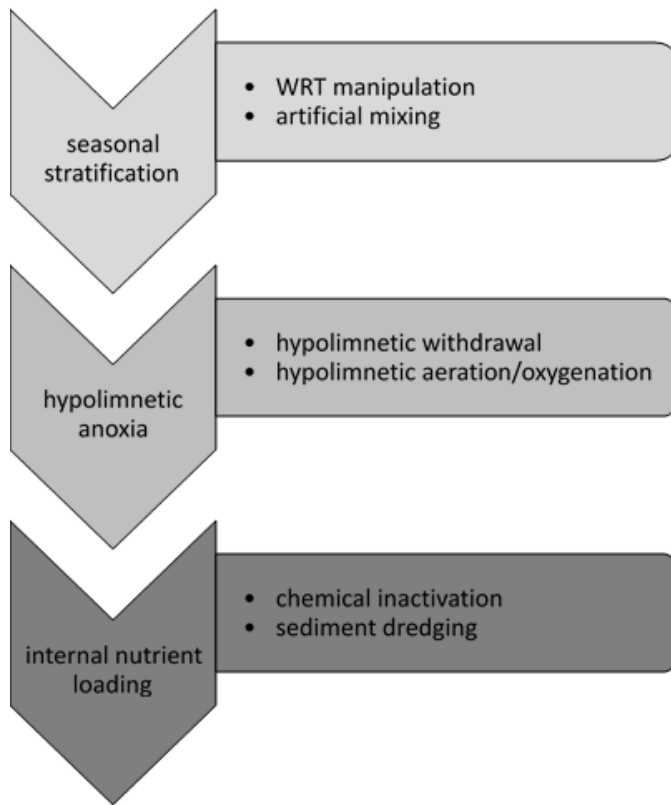 seasonal
stratification
• WRT manipulation
• artificial mixing
hypolimnetic
anoxia
• hypolimnetic withdrawal
• hypolimnetic aeration/oxygenation
internal nutrient
loading
• chemical inactivation
• sediment dredging